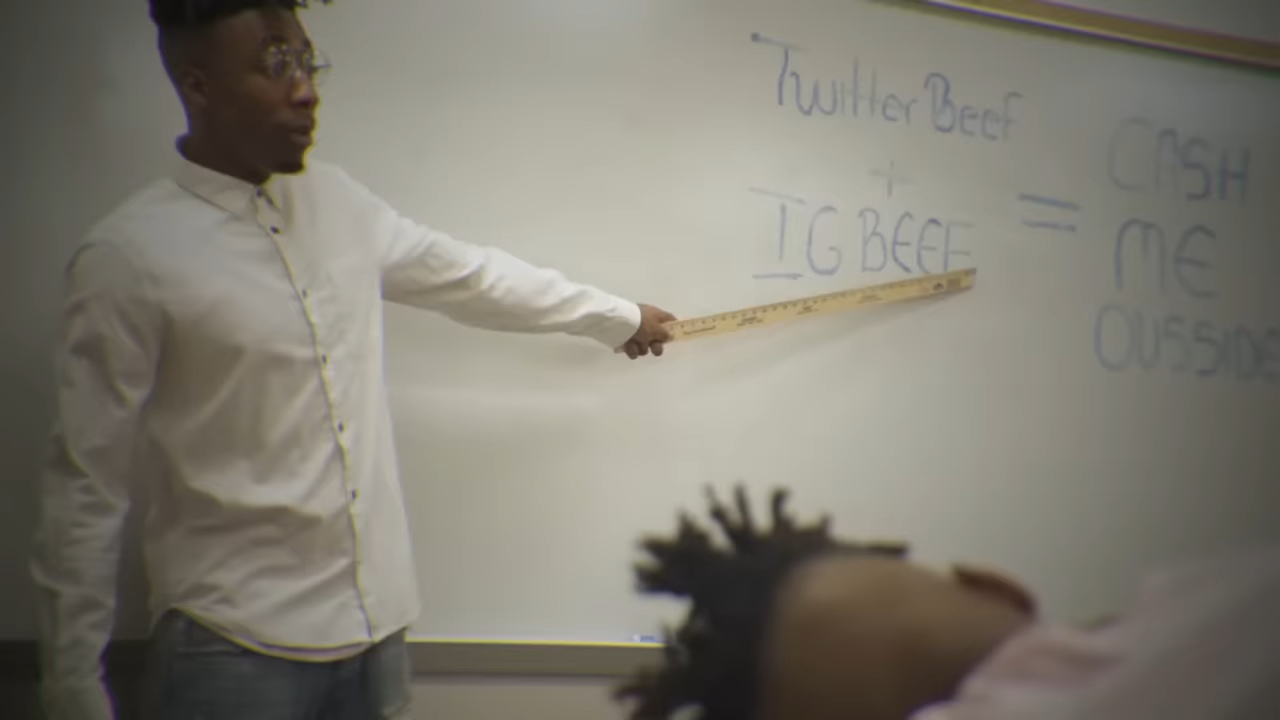 Twitter Beef
+
IG BEEF
=
CASH
ME
OUSSIDE